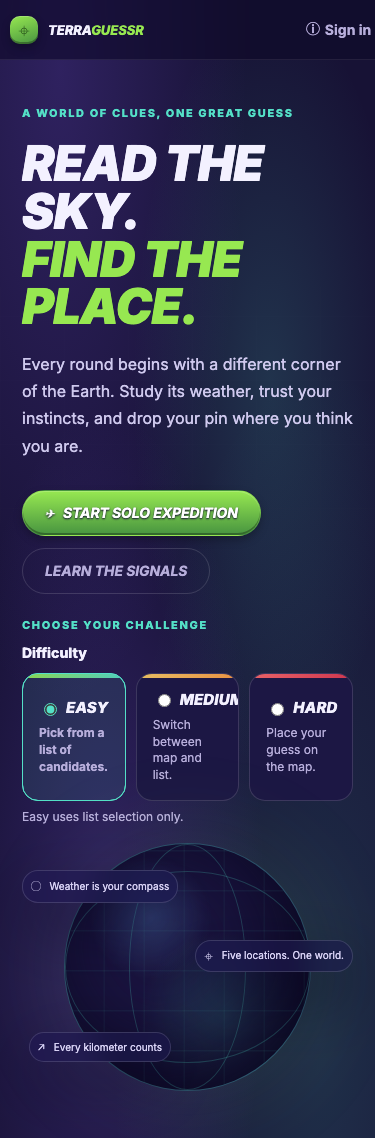 TERRAGUESSR
Sign in
A WORLD OF CLUES, ONE GREAT GUESS
READ THE
SKY.
FIND THE
PLACE.
Every round begins with a different corner
of the Earth. Study its weather, trust your
instincts, and drop your pin where you think
you are.
START SOLO EXPEDITION
LEARN THE SIGNALS
CHOOSE YOUR CHALLENGE
Difficulty
EASY
Pick from a
list of
candidates.
MEDIUM
Switch
between
map and
list.
HARD
Place your
guess on
the map.
Easy uses list selection only.
Weather is your compass
Five locations. One world.
Every kilometer counts